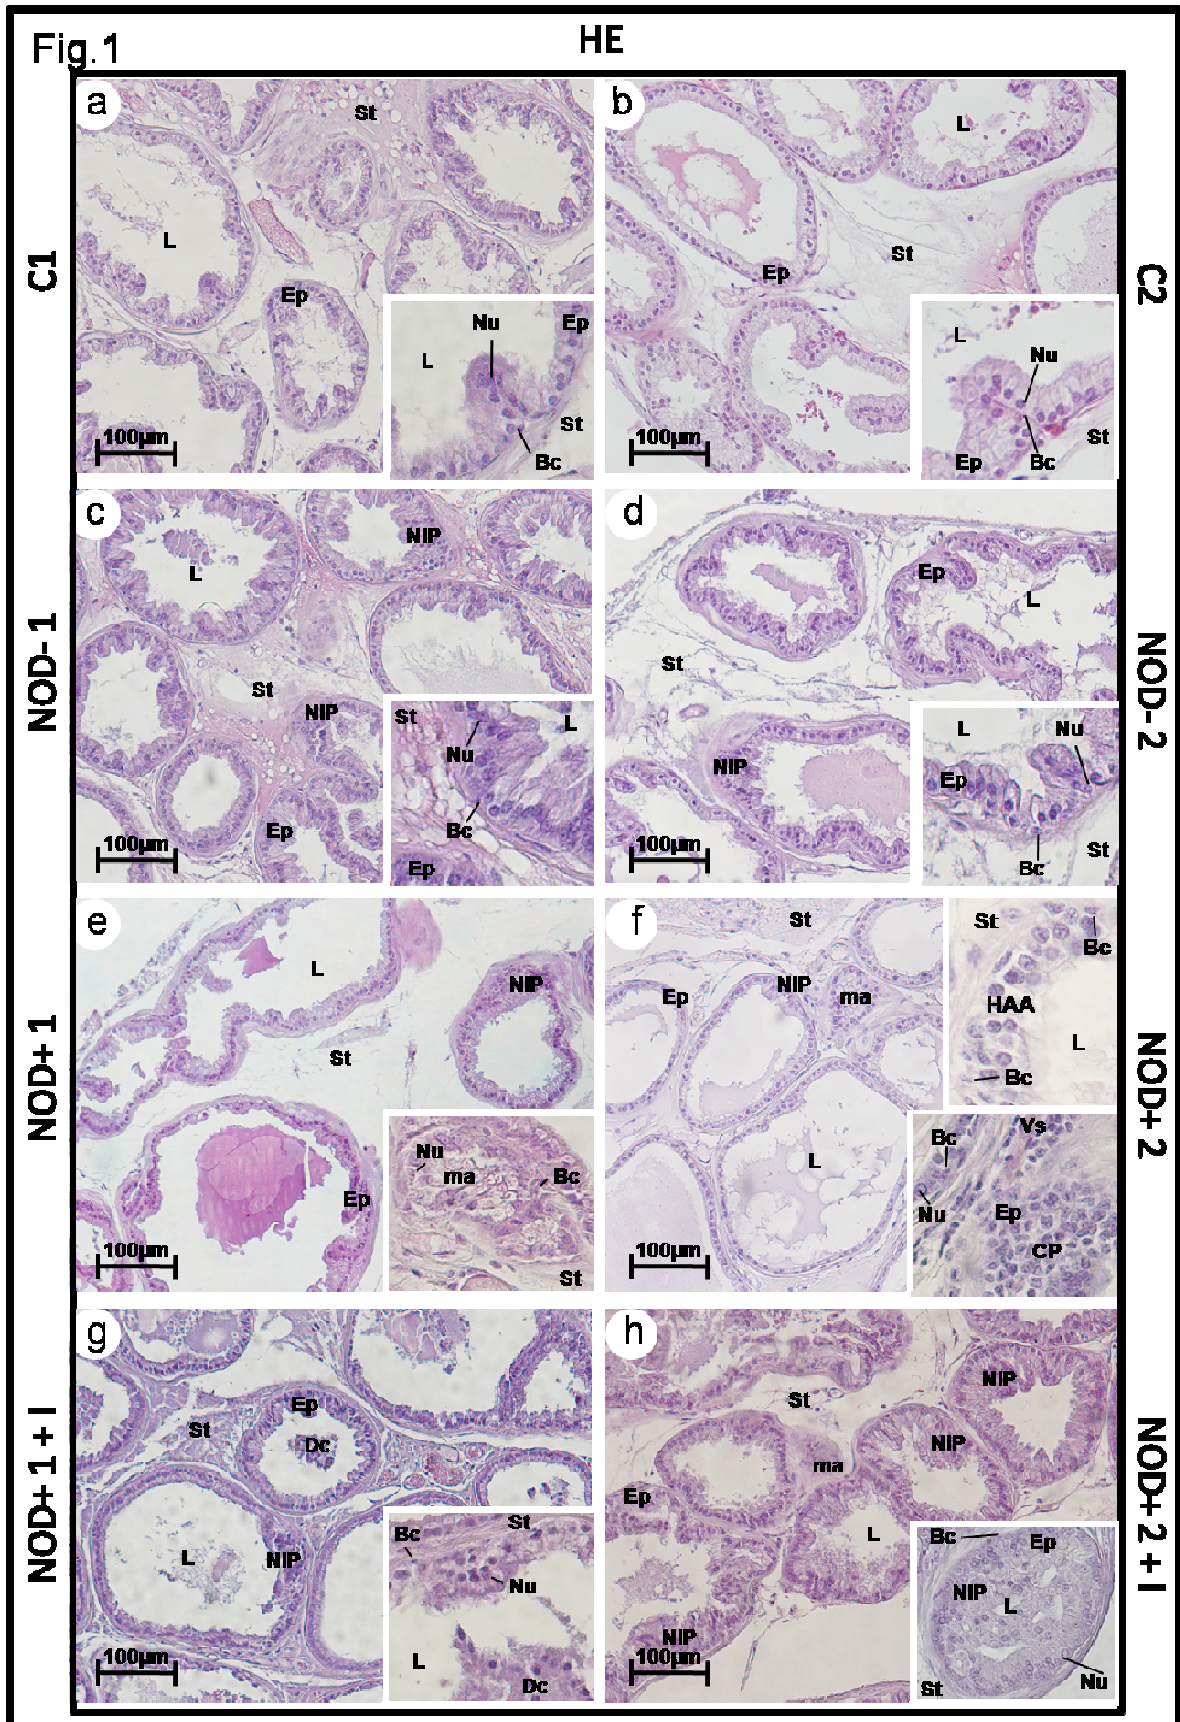 Fig.1
HE
C1
a
St
L
Ep
100µm
Nu
Ep
L
St
Bc
C2
b
L
St
Ep
100µm
L
Nu
St
Ep
Bc
NOD- 1
c
NIP
L
St
NIP
Ep
100µm
St
L
Nu
Bc
Ep
NOD- 2
d
Ep
L
St
NIP
100µm
L
Nu
Ep
St
Bc
NOD+ 1
e
L
NIP
St
Ep
100µm
Nu
ma
Bc
St
NOD+ 2
f
St
NIP
Ep
ma
L
100µm
St
Bc
HAA
L
Bc
Vs
Bc
Nu
Ep
CP
NOD+ 1 + I
g
Ep
St
Dc
L
NIP
100µm
St
Bc
Nu
L
Dc
NOD+ 2 + I
h
NIP
St
NIP
ma
Ep
L
NIP
100µm
Bc
Ep
NIP
L
Nu
St